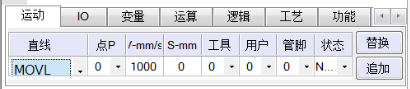 运动 IO 变量 运算 逻辑 工艺 功能
直线 点P /-mm/s S-mm 工具 用户 管脚 状态 替换
MOVL 0 1000 0 0 0 0 N... 追加